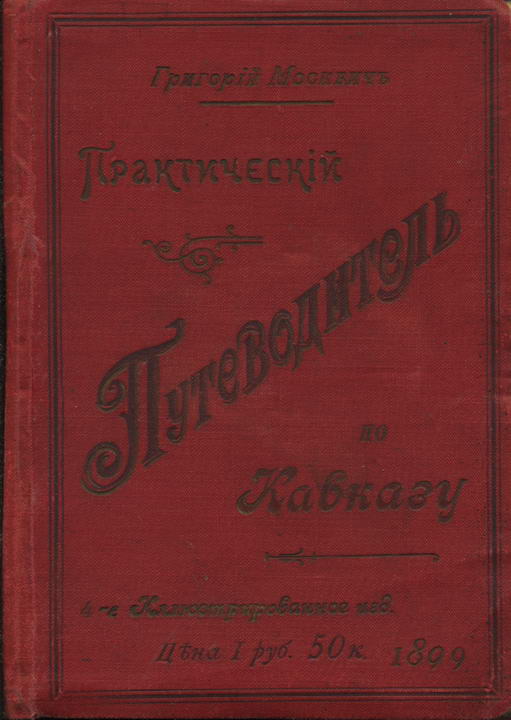 Григорій Москвичъ
Практическій
Путеводитель
по
Кавказу
4-е Иллюстрированное изд.
Цѣна 1 руб. 50 к. 1899